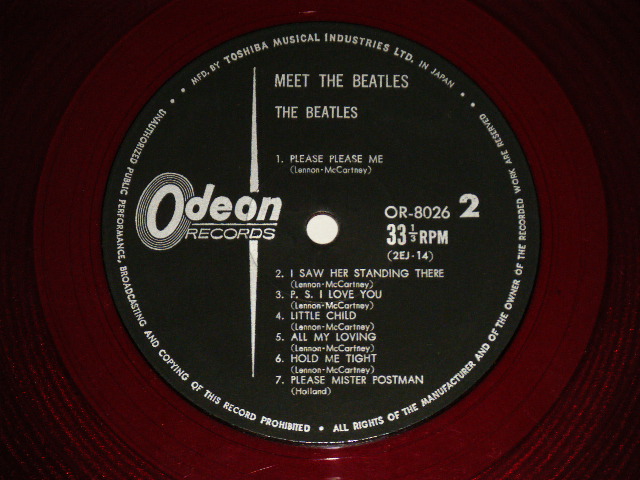 MFD. BY TOSHIBA MUSICAL INDUSTRIES LTD. IN JAPAN
MEET THE BEATLES
THE BEATLES
1. PLEASE PLEASE ME
(Lennon-McCartney)
Odeon
RECORDS
OR-8026 2
33 1/3 RPM
(2EJ-14)
2. I SAW HER STANDING THERE
(Lennon-McCartney)
3. P. S. I LOVE YOU
(Lennon-McCartney)
4. LITTLE CHILD
(Lennon-McCartney)
5. ALL MY LOVING
(Lennon-McCartney)
6. HOLD ME TIGHT
(Lennon-McCartney)
7. PLEASE MISTER POSTMAN
(Holland)
UNAUTHORIZED PUBLIC PERFORMANCE, BROADCASTING AND COPYING OF THIS RECORD PROHIBITED • ALL RIGHTS OF THE MANUFACTURER AND OF THE OWNER OF THE RECORDED WORK ARE RESERVED